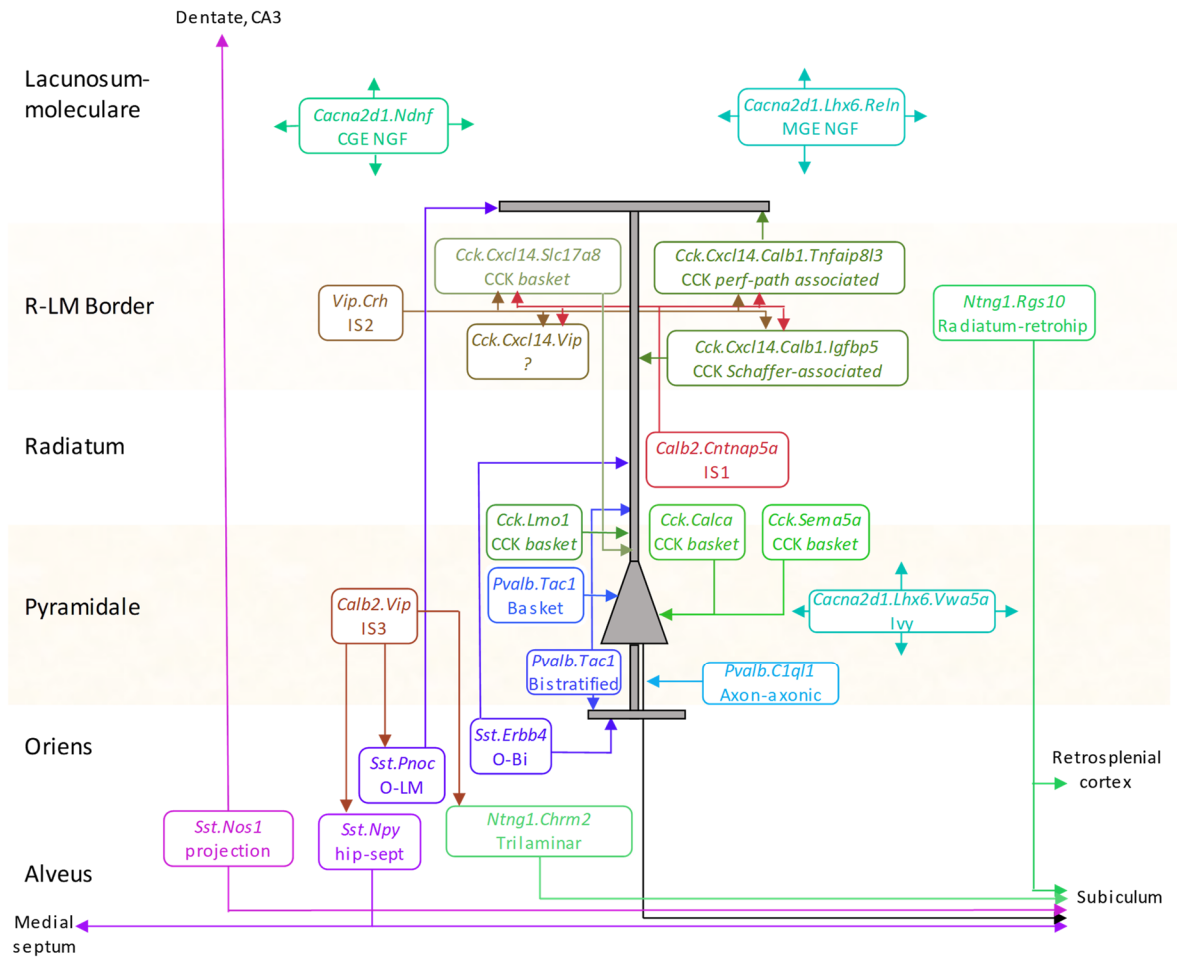 Dentate, CA3
Lacunosum-
moleculare
Cacna2d1.Ndnf
CGE NGF
Cacna2d1.Lhx6.Reln
MGE NGF
Cck.Cxcl14.Slc17a8
CCK basket
Cck.Cxcl14.Calb1.Tnfaip8l3
CCK perf-path associated
R-LM Border
Vip.Crh
IS2
Ntng1.Rgs10
Radiatum-retrohip
Cck.Cxcl14.Vip
?
Cck.Cxcl14.Calb1.Igfbp5
CCK Schaffer-associated
Radiatum
Calb2.Cntnap5a
IS1
Cck.Lmo1
CCK basket
Cck.Calca
CCK basket
Cck.Sema5a
CCK basket
Pyramidale
Pvalb.Tac1
Basket
Calb2.Vip
IS3
Cacna2d1.Lhx6.Vwa5a
Ivy
Pvalb.Tac1
Bistratified
Pvalb.C1ql1
Axon-axonic
Oriens
Sst.Erbb4
O-Bi
Sst.Pnoc
O-LM
Retrosplenial
cortex
Sst.Nos1
projection
Sst.Npy
hip-sept
Ntng1.Chrm2
Trilaminar
Alveus
Subiculum
Medial
septum